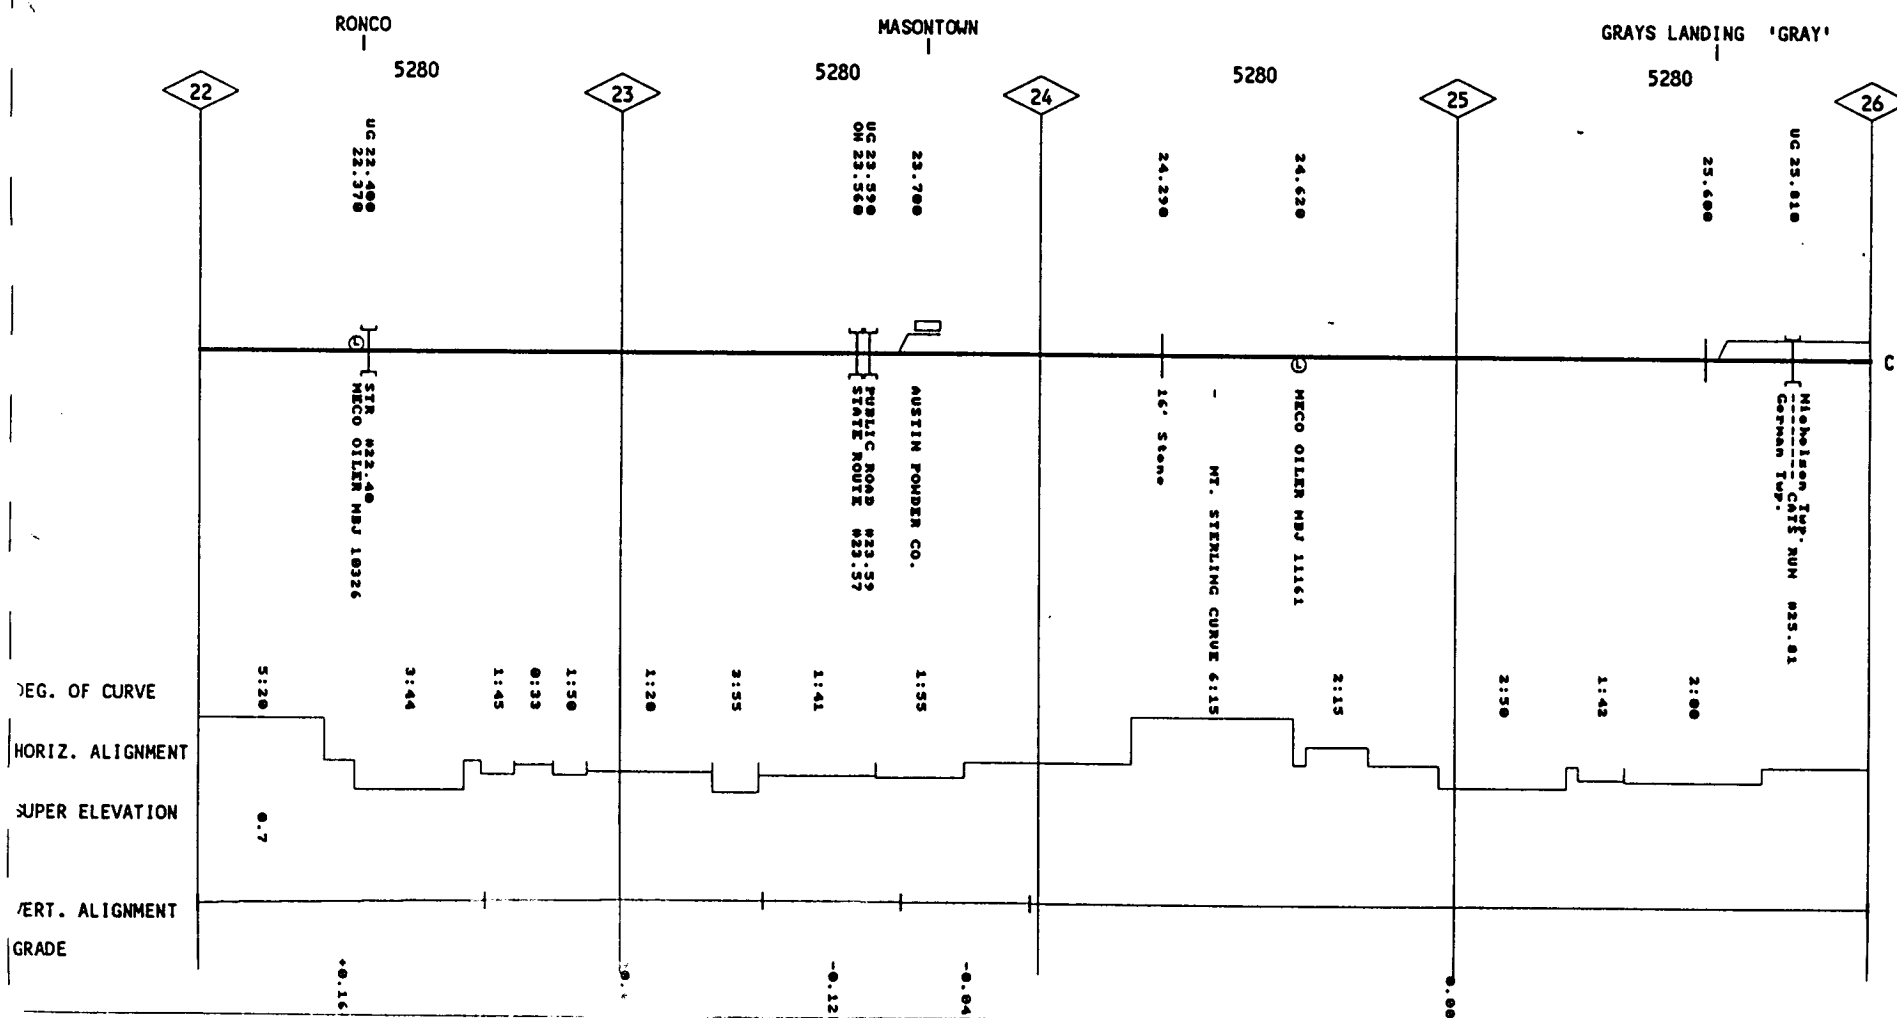 RONCO
MASONTOWN
GRAYS LANDING 'GRAY'
5280
5280
5280
5280
22
23
24
25
26
UG 22.400
22.370
UG 23.590
OH 23.560
23.700
24.290
24.620
25.600
UG 25.810
C
STR #22.40
MECO OILER MBJ 10326
PUBLIC ROAD #23.59
STATE ROUTE #23.57
AUSTIN POWDER CO.
16' Stone
- MT. STERLING CURVE 6:15
MECO OILER MBJ 11161
Nicholson Twp.
-------- CATS RUN #25.81
German Twp.
DEG. OF CURVE
5:20
3:44
1:45
0:33
1:50
1:20
3:55
1:41
1:55
2:15
2:50
1:42
2:00
HORIZ. ALIGNMENT
SUPER ELEVATION
0.7
VERT. ALIGNMENT
GRADE
+0.16
-0.12
-0.04
0.00